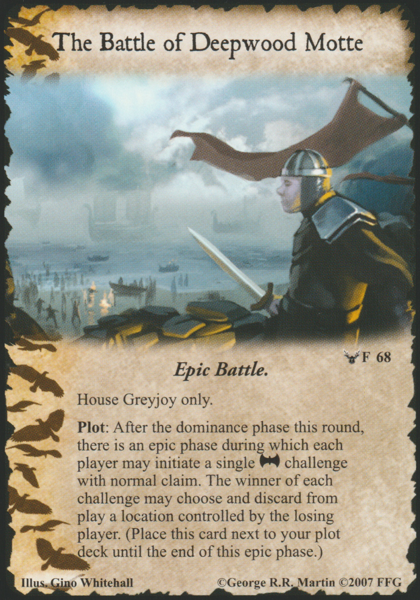 The Battle of Deepwood Motte
F 68
Epic Battle.
House Greyjoy only.
Plot: After the dominance phase this round,
there is an epic phase during which each
player may initiate a single challenge
with normal claim. The winner of each
challenge may choose and discard from
play a location controlled by the losing
player. (Place this card next to your plot
deck until the end of this epic phase.)
Illus. Gino Whitehall ©George R.R. Martin ©2007 FFG